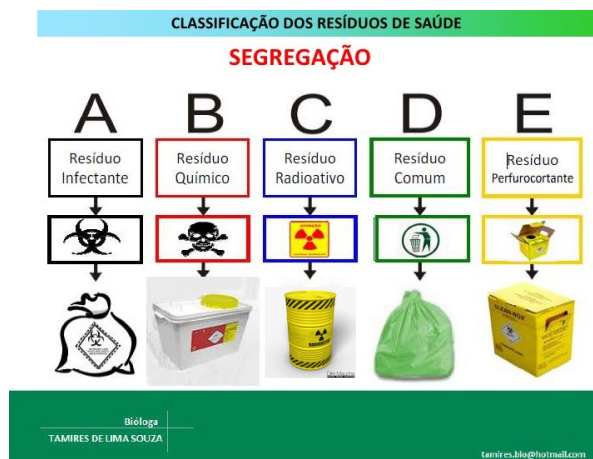 CLASSIFICAÇÃO DOS RESÍDUOS DE SAÚDE
SEGREGAÇÃO
A B C D E
Resíduo
Infectante
Resíduo
Químico
Resíduo
Radioativo
Resíduo
Comum
Resíduo
Perfurocortante
Bióloga
TAMIRES DE LIMA SOUZA
tamires.bio@hotmail.com